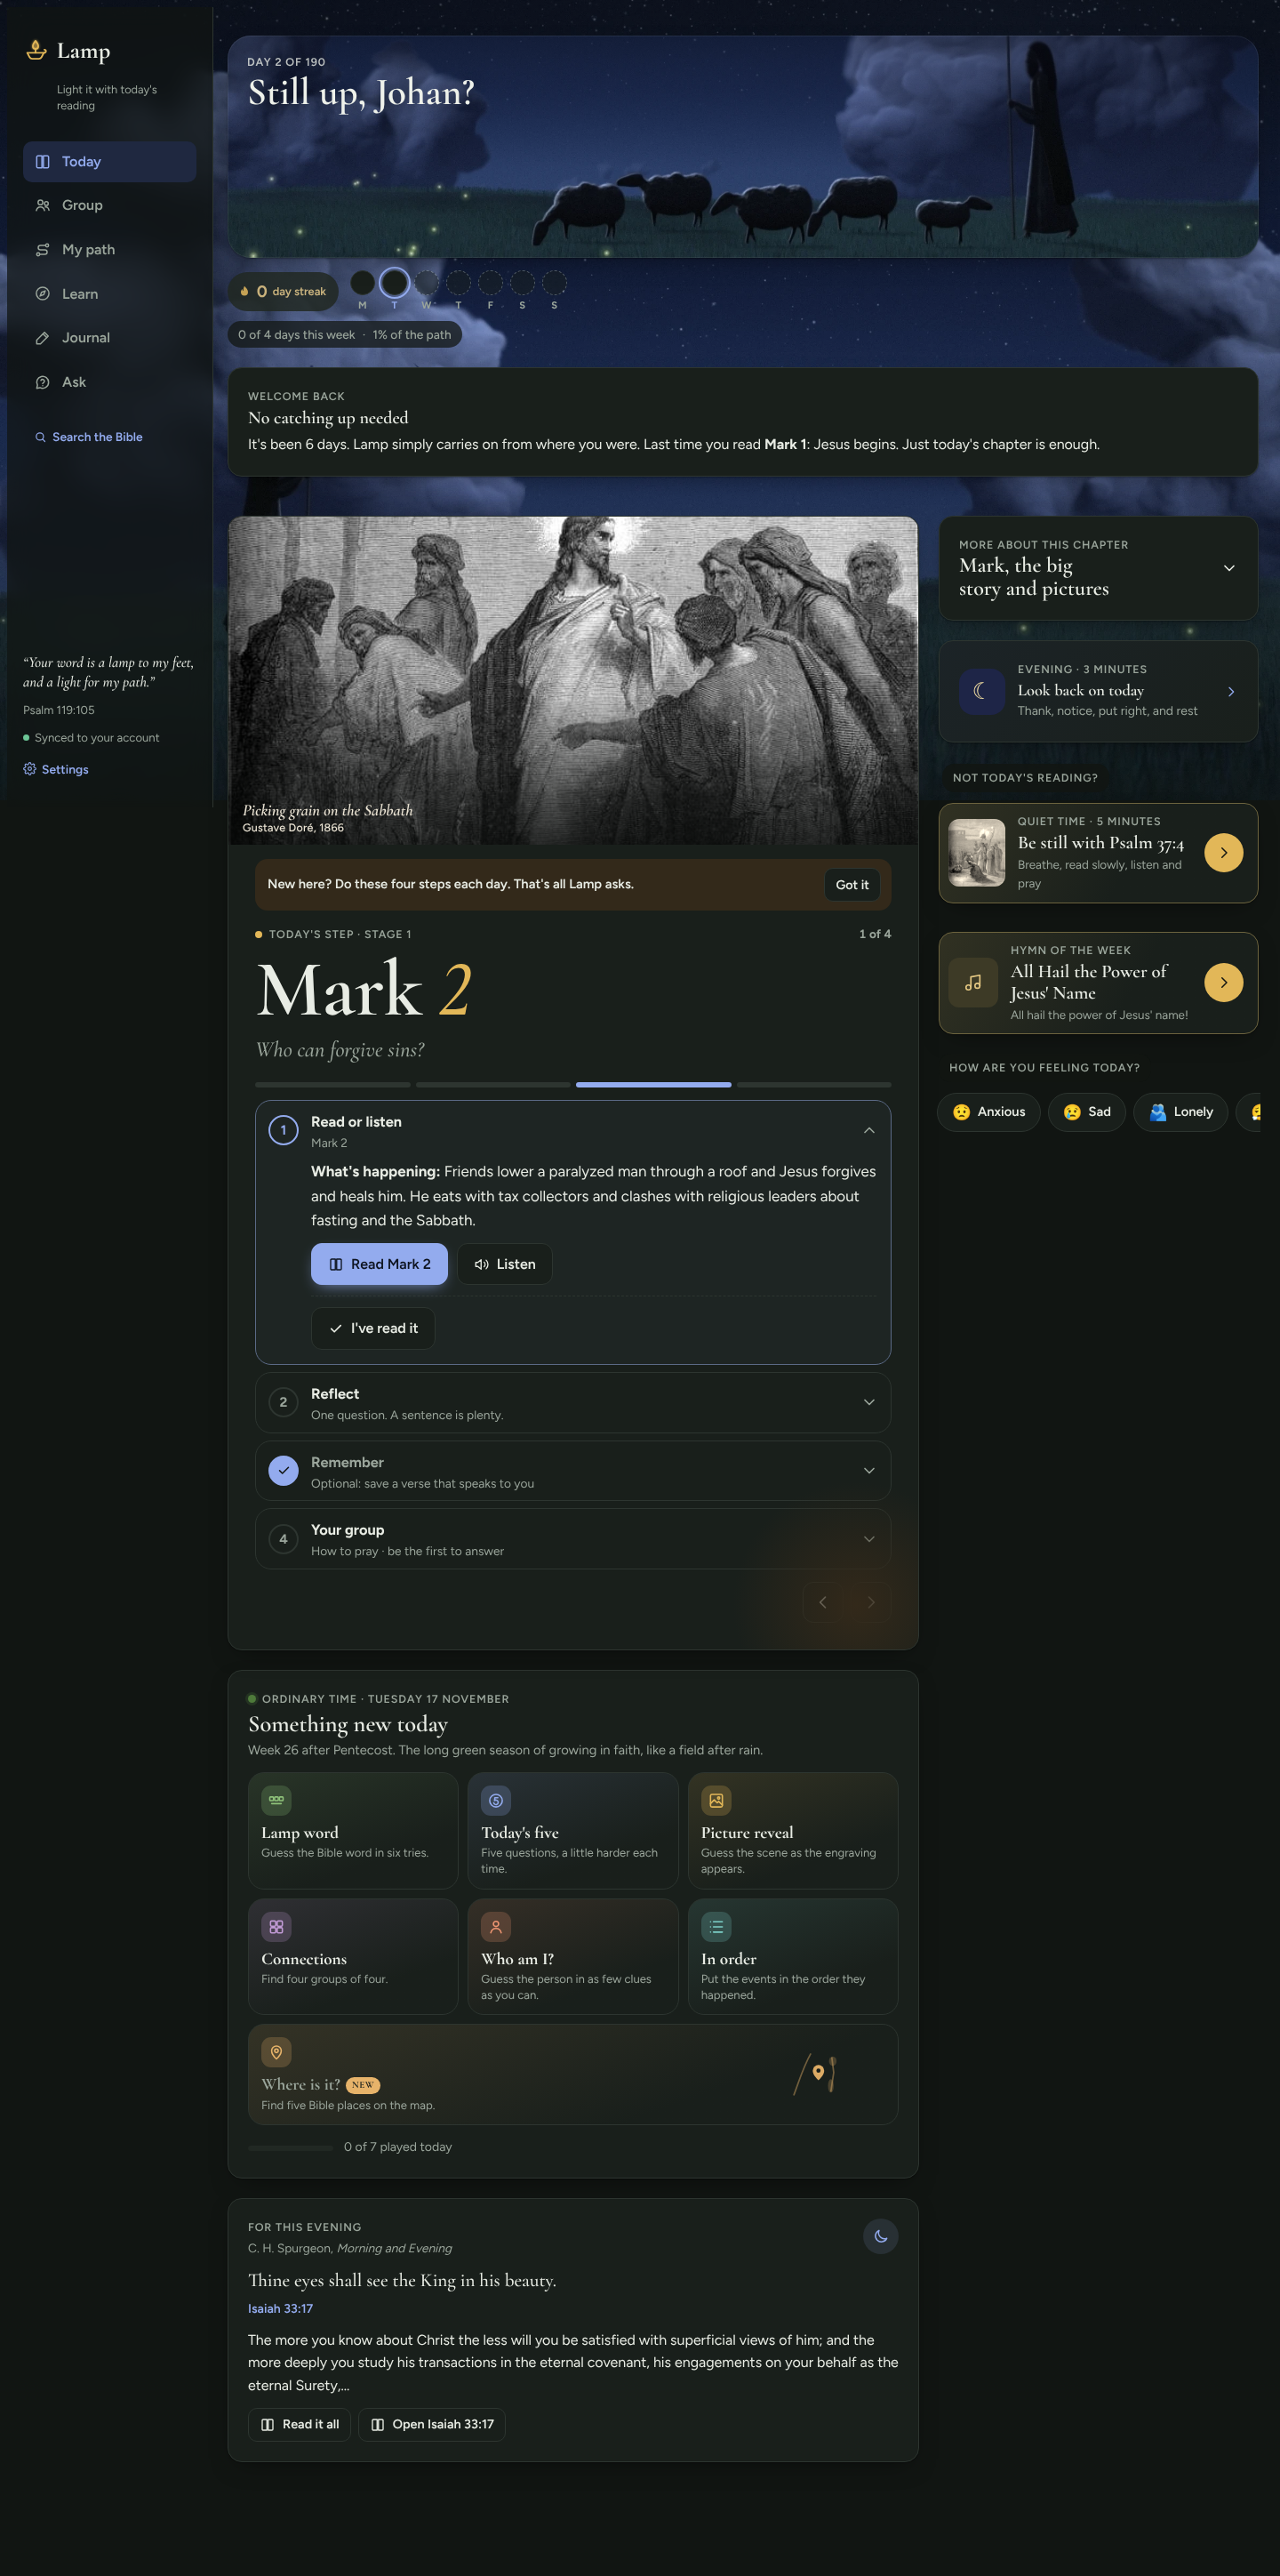 Lamp
Light it with today's
reading
Today
Group
My path
Learn
Journal
Ask
Search the Bible
“Your word is a lamp to my feet,
and a light for my path.”
Psalm 119:105
Synced to your account
Settings
DAY 2 OF 190
Still up, Johan?
0 day streak
M T W T F S S
0 of 4 days this week · 1% of the path
WELCOME BACK
No catching up needed
It's been 6 days. Lamp simply carries on from where you were. Last time you read Mark 1: Jesus begins. Just today's chapter is enough.
Picking grain on the Sabbath
Gustave Doré, 1866
New here? Do these four steps each day. That's all Lamp asks.
Got it
TODAY'S STEP · STAGE 1
1 of 4
Mark 2
Who can forgive sins?
1
Read or listen
Mark 2
What's happening: Friends lower a paralyzed man through a roof and Jesus forgives
and heals him. He eats with tax collectors and clashes with religious leaders about
fasting and the Sabbath.
Read Mark 2
Listen
I've read it
2
Reflect
One question. A sentence is plenty.
Remember
Optional: save a verse that speaks to you
4
Your group
How to pray · be the first to answer
MORE ABOUT THIS CHAPTER
Mark, the big
story and pictures
EVENING · 3 MINUTES
Look back on today
Thank, notice, put right, and rest
NOT TODAY'S READING?
QUIET TIME · 5 MINUTES
Be still with Psalm 37:4
Breathe, read slowly, listen and
pray
HYMN OF THE WEEK
All Hail the Power of
Jesus' Name
All hail the power of Jesus' name!
HOW ARE YOU FEELING TODAY?
Anxious
Sad
Lonely
ORDINARY TIME · TUESDAY 17 NOVEMBER
Something new today
Week 26 after Pentecost. The long green season of growing in faith, like a field after rain.
Lamp word
Guess the Bible word in six tries.
5
Today's five
Five questions, a little harder each
time.
Picture reveal
Guess the scene as the engraving
appears.
Connections
Find four groups of four.
Who am I?
Guess the person in as few clues
as you can.
In order
Put the events in the order they
happened.
Where is it? NEW
Find five Bible places on the map.
0 of 7 played today
FOR THIS EVENING
C. H. Spurgeon, Morning and Evening
Thine eyes shall see the King in his beauty.
Isaiah 33:17
The more you know about Christ the less will you be satisfied with superficial views of him; and the
more deeply you study his transactions in the eternal covenant, his engagements on your behalf as the
eternal Surety,...
Read it all
Open Isaiah 33:17